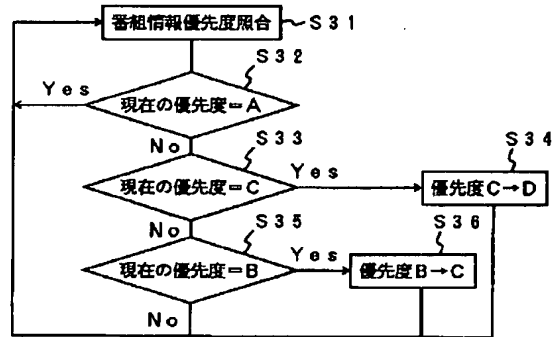 番組情報優先度照合
S31
S32
Yes
現在の優先度=A
No
S33
Yes
S34
現在の優先度=C
優先度C→D
No
S35
Yes
S36
現在の優先度=B
優先度B→C
No